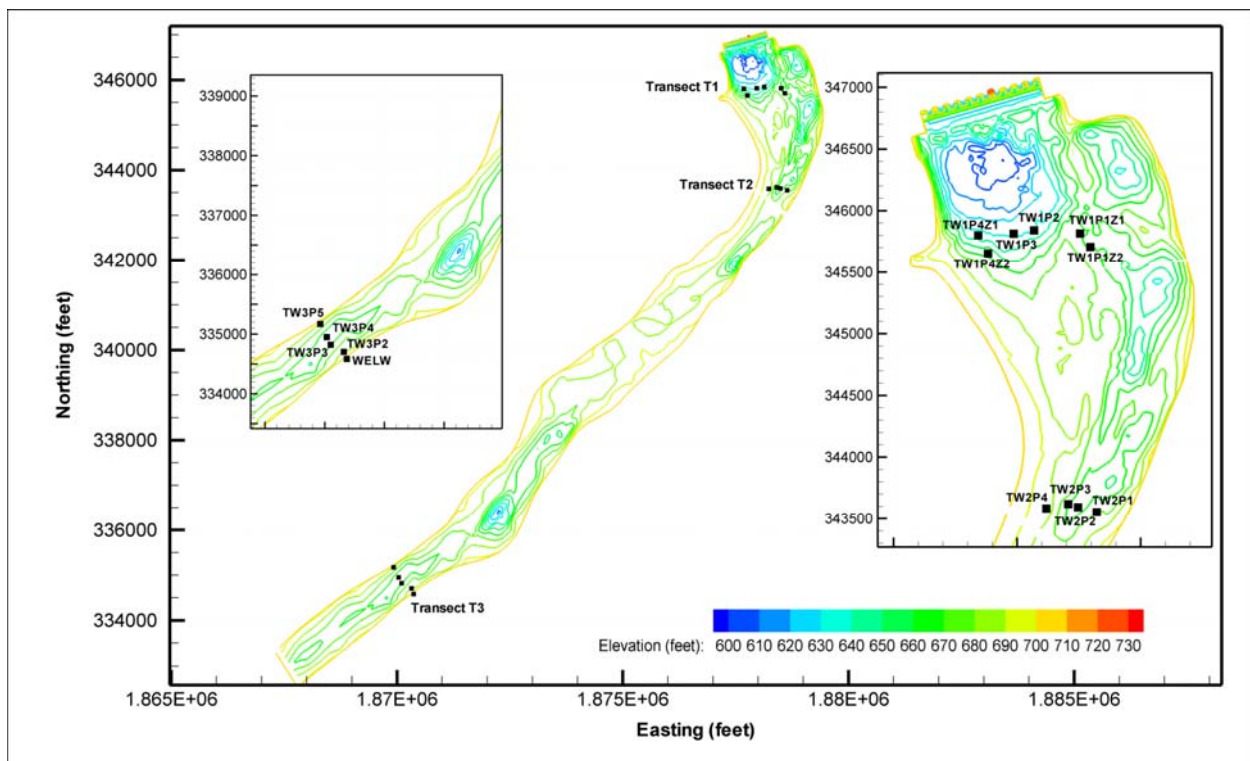 346000
344000
342000
340000
338000
336000
334000
Northing (feet)
1.865E+06
1.87E+06
1.875E+06
1.88E+06
1.885E+06
Easting (feet)
Transect T1
Transect T2
Transect T3
339000
338000
337000
336000
335000
334000
TW3P5
TW3P4
TW3P3
TW3P2
WELW
347000
346500
346000
345500
345000
344500
344000
343500
TW1P4Z1
TW1P2
TW1P1Z1
TW1P3
TW1P4Z2
TW1P1Z2
TW2P3
TW2P4
TW2P1
TW2P2
Elevation (feet): 600 610 620 630 640 650 660 670 680 690 700 710 720 730